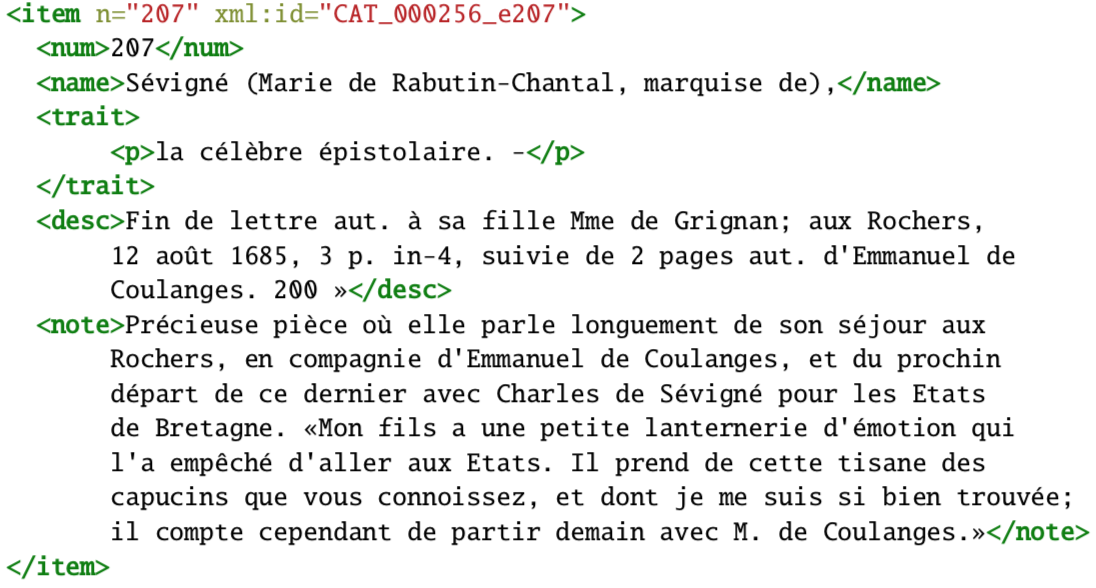 <item n="207" xml:id="CAT_000256_e207">
<num>207</num>
<name>Sévigné (Marie de Rabutin-Chantal, marquise de),</name>
<trait>
<p>la célèbre épistolaire. -</p>
</trait>
<desc>Fin de lettre aut. à sa fille Mme de Grignan; aux Rochers,
12 août 1685, 3 p. in-4, suivie de 2 pages aut. d'Emmanuel de
Coulanges. 200 »</desc>
<note>Précieuse pièce où elle parle longuement de son séjour aux
Rochers, en compagnie d'Emmanuel de Coulanges, et du prochin
départ de ce dernier avec Charles de Sévigné pour les Etats
de Bretagne. «Mon fils a une petite lanternerie d'émotion qui
l'a empêché d'aller aux Etats. Il prend de cette tisane des
capucins que vous connoissez, et dont je me suis si bien trouvée;
il compte cependant de partir demain avec M. de Coulanges.»</note>
</item>